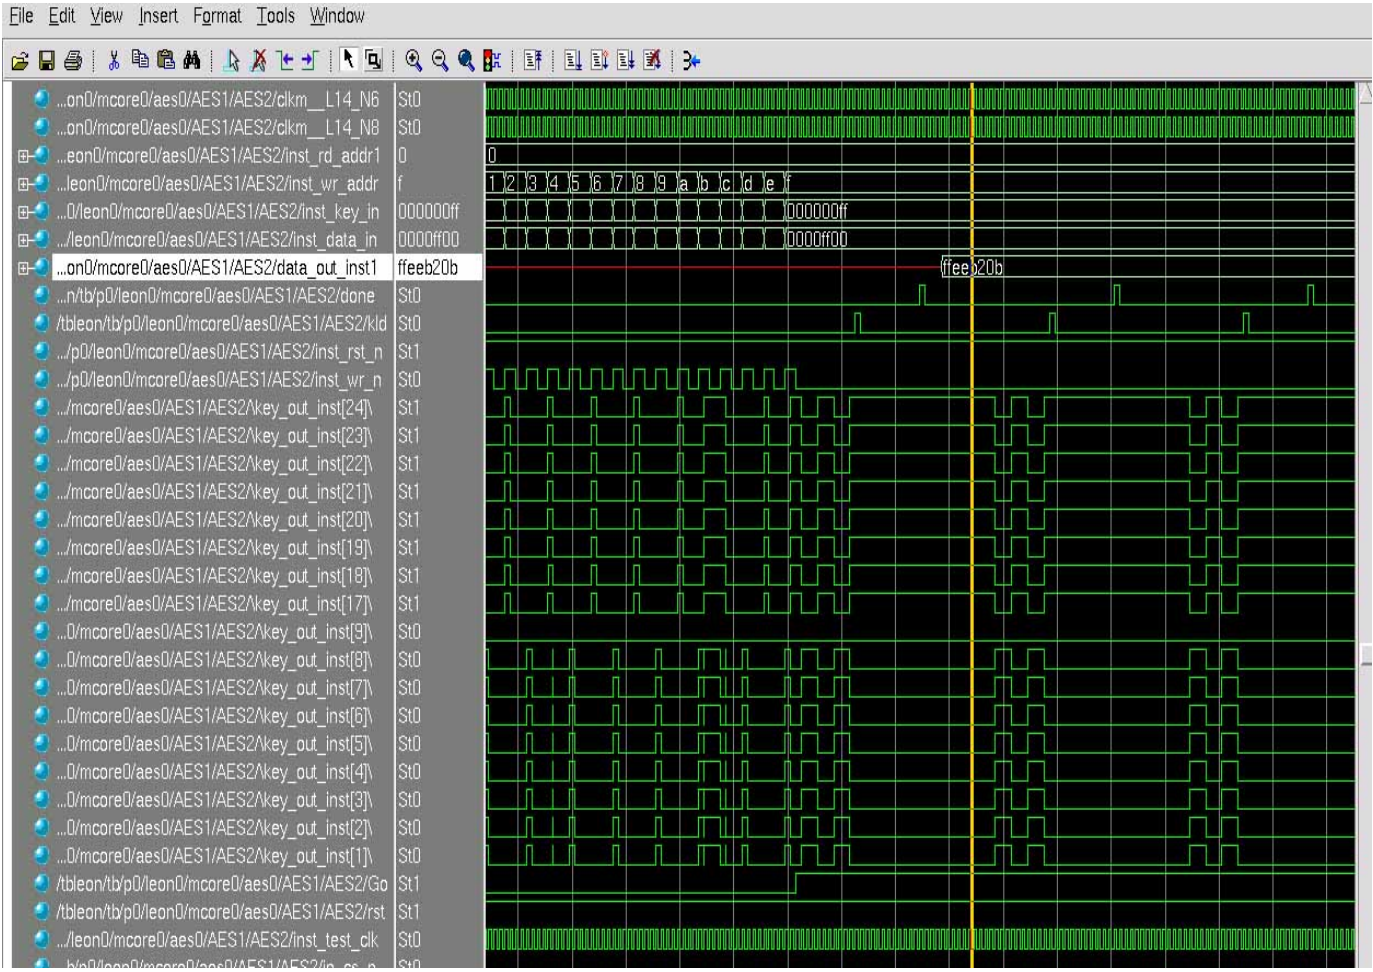 File Edit View Insert Format Tools Window
...on0/mcore0/aes0/AES1/AES2/clkm__L14_N6 St0
...on0/mcore0/aes0/AES1/AES2/clkm__L14_N8 St0
...eon0/mcore0/aes0/AES1/AES2/inst_rd_addr1 0 0
...leon0/mcore0/aes0/AES1/AES2/inst_wr_addr f 1 2 3 4 5 6 7 8 9 a b c d e f
...0/leon0/mcore0/aes0/AES1/AES2/inst_key_in 000000ff 000000ff
.../leon0/mcore0/aes0/AES1/AES2/inst_data_in 0000ff00 0000ff00
...on0/mcore0/aes0/AES1/AES2/data_out_inst1 ffeeb20b ffeeb20b
...n/tb/p0/leon0/mcore0/aes0/AES1/AES2/done St0
/tbleon/tb/p0/leon0/mcore0/aes0/AES1/AES2/kld St0
.../p0/leon0/mcore0/aes0/AES1/AES2/inst_rst_n St1
.../p0/leon0/mcore0/aes0/AES1/AES2/inst_wr_n St0
.../mcore0/aes0/AES1/AES2/\key_out_inst[24]\ St1
.../mcore0/aes0/AES1/AES2/\key_out_inst[23]\ St1
.../mcore0/aes0/AES1/AES2/\key_out_inst[22]\ St1
.../mcore0/aes0/AES1/AES2/\key_out_inst[21]\ St1
.../mcore0/aes0/AES1/AES2/\key_out_inst[20]\ St1
.../mcore0/aes0/AES1/AES2/\key_out_inst[19]\ St1
.../mcore0/aes0/AES1/AES2/\key_out_inst[18]\ St1
.../mcore0/aes0/AES1/AES2/\key_out_inst[17]\ St1
...0/mcore0/aes0/AES1/AES2/\key_out_inst[9]\ St0
...0/mcore0/aes0/AES1/AES2/\key_out_inst[8]\ St0
...0/mcore0/aes0/AES1/AES2/\key_out_inst[7]\ St0
...0/mcore0/aes0/AES1/AES2/\key_out_inst[6]\ St0
...0/mcore0/aes0/AES1/AES2/\key_out_inst[5]\ St0
...0/mcore0/aes0/AES1/AES2/\key_out_inst[4]\ St0
...0/mcore0/aes0/AES1/AES2/\key_out_inst[3]\ St0
...0/mcore0/aes0/AES1/AES2/\key_out_inst[2]\ St0
...0/mcore0/aes0/AES1/AES2/\key_out_inst[1]\ St0
/tbleon/tb/p0/leon0/mcore0/aes0/AES1/AES2/Go St1
/tbleon/tb/p0/leon0/mcore0/aes0/AES1/AES2/rst St1
.../leon0/mcore0/aes0/AES1/AES2/inst_test_clk St0